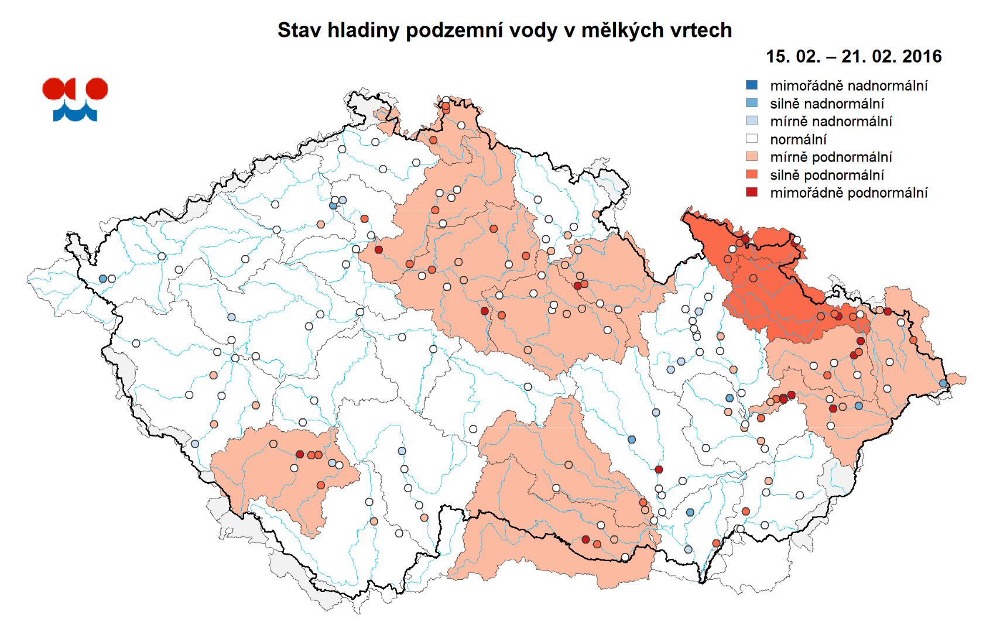 Stav hladiny podzemní vody v mělkých vrtech
15. 02. – 21. 02. 2016
mimořádně nadnormální
silně nadnormální
mírně nadnormální
normální
mírně podnormální
silně podnormální
mimořádně podnormální